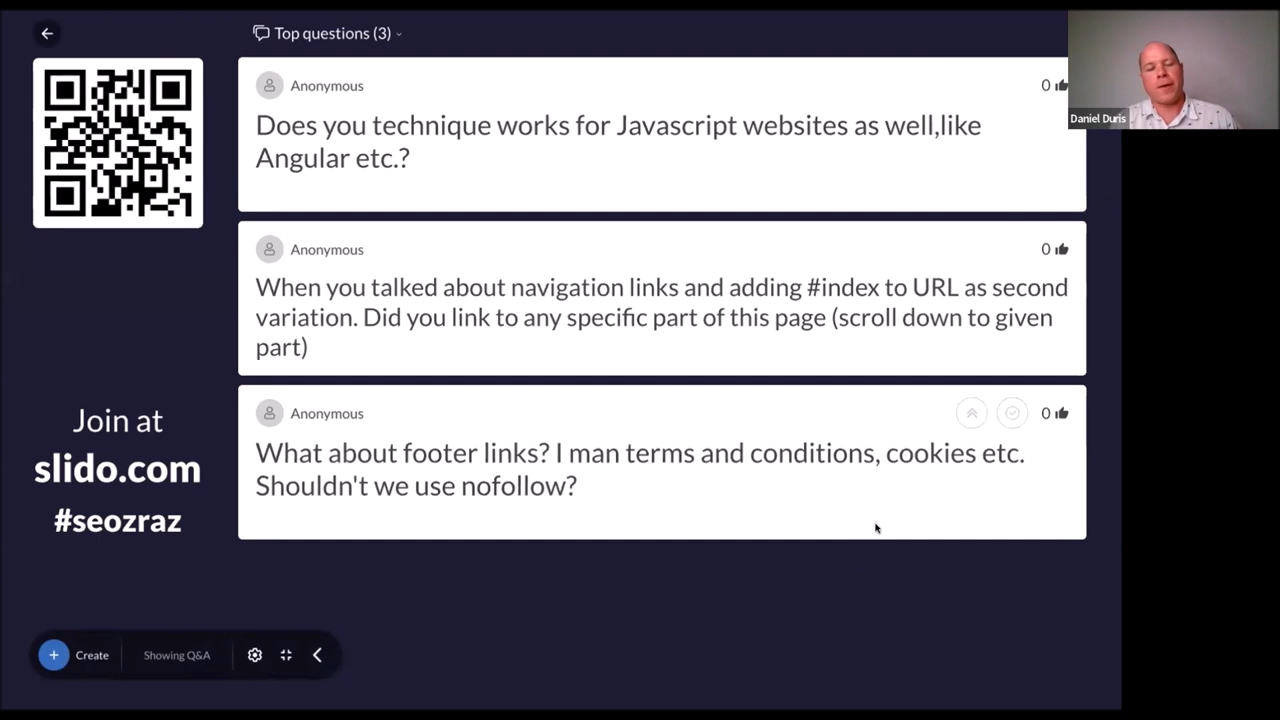 Top questions (3)
Anonymous
0
Does you technique works for Javascript websites as well,like
Angular etc.?
Daniel Duris
Anonymous
0
When you talked about navigation links and adding #index to URL as second
variation. Did you link to any specific part of this page (scroll down to given
part)
Anonymous
0
What about footer links? I man terms and conditions, cookies etc.
Shouldn't we use nofollow?
Join at
slido.com
#seozraz
Create
Showing Q&A